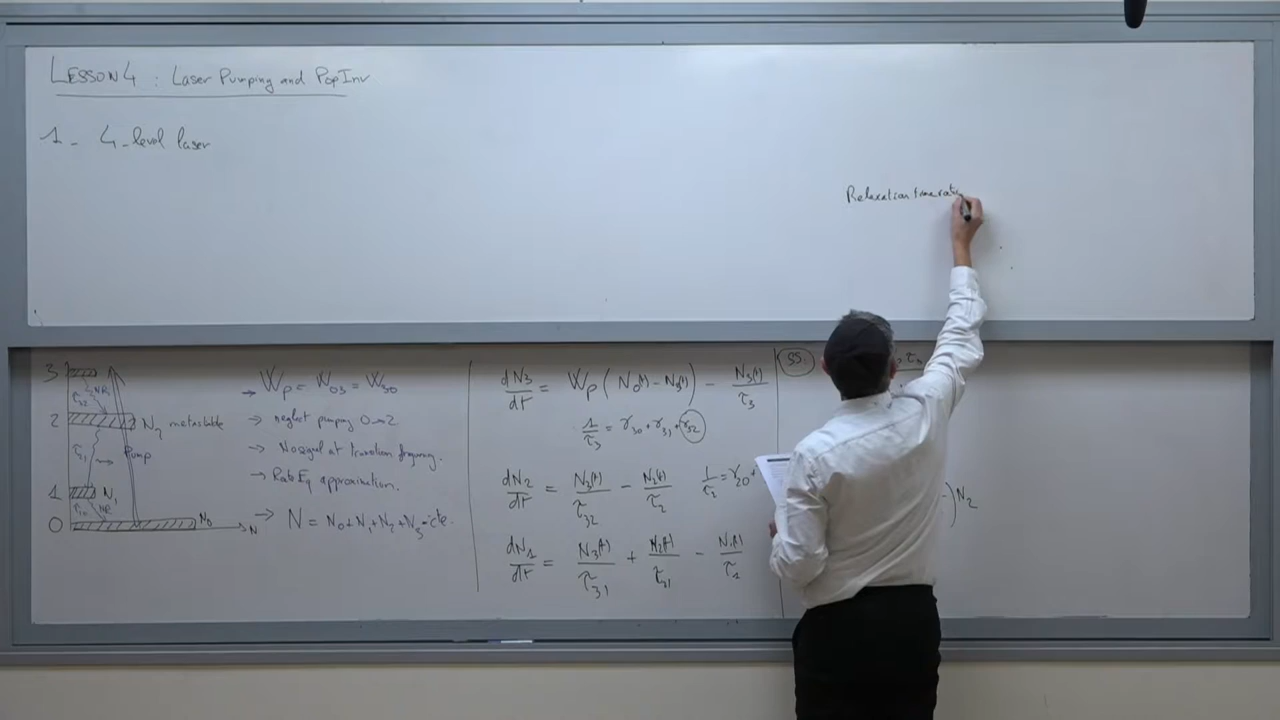 LESSON 4 : Laser Pumping and Pop Inv
1 - 4-level laser
Relaxation time ratio
3
NR
τ32
2
N2 metastable
τ21
Pump
1
N1
τ10 NR
0
N0
N
→ Wp = W03 = W30
→ neglect pumping 0→2
→ No signal at transition frequency.
→ Rate Eq approximation.
→ N = N0 + N1 + N2 + N3 = cte.
dN3/dt = Wp (N0(t) - N3(t)) - N3(t)/τ3
1/τ3 = γ30 + γ31 + γ32
dN2/dt = N3(t)/τ32 - N2(t)/τ2
1/τ2 = γ20 +
dN1/dt = N3(t)/τ31 + N2(t)/τ21 - N1(t)/τ1
SS.
) N2